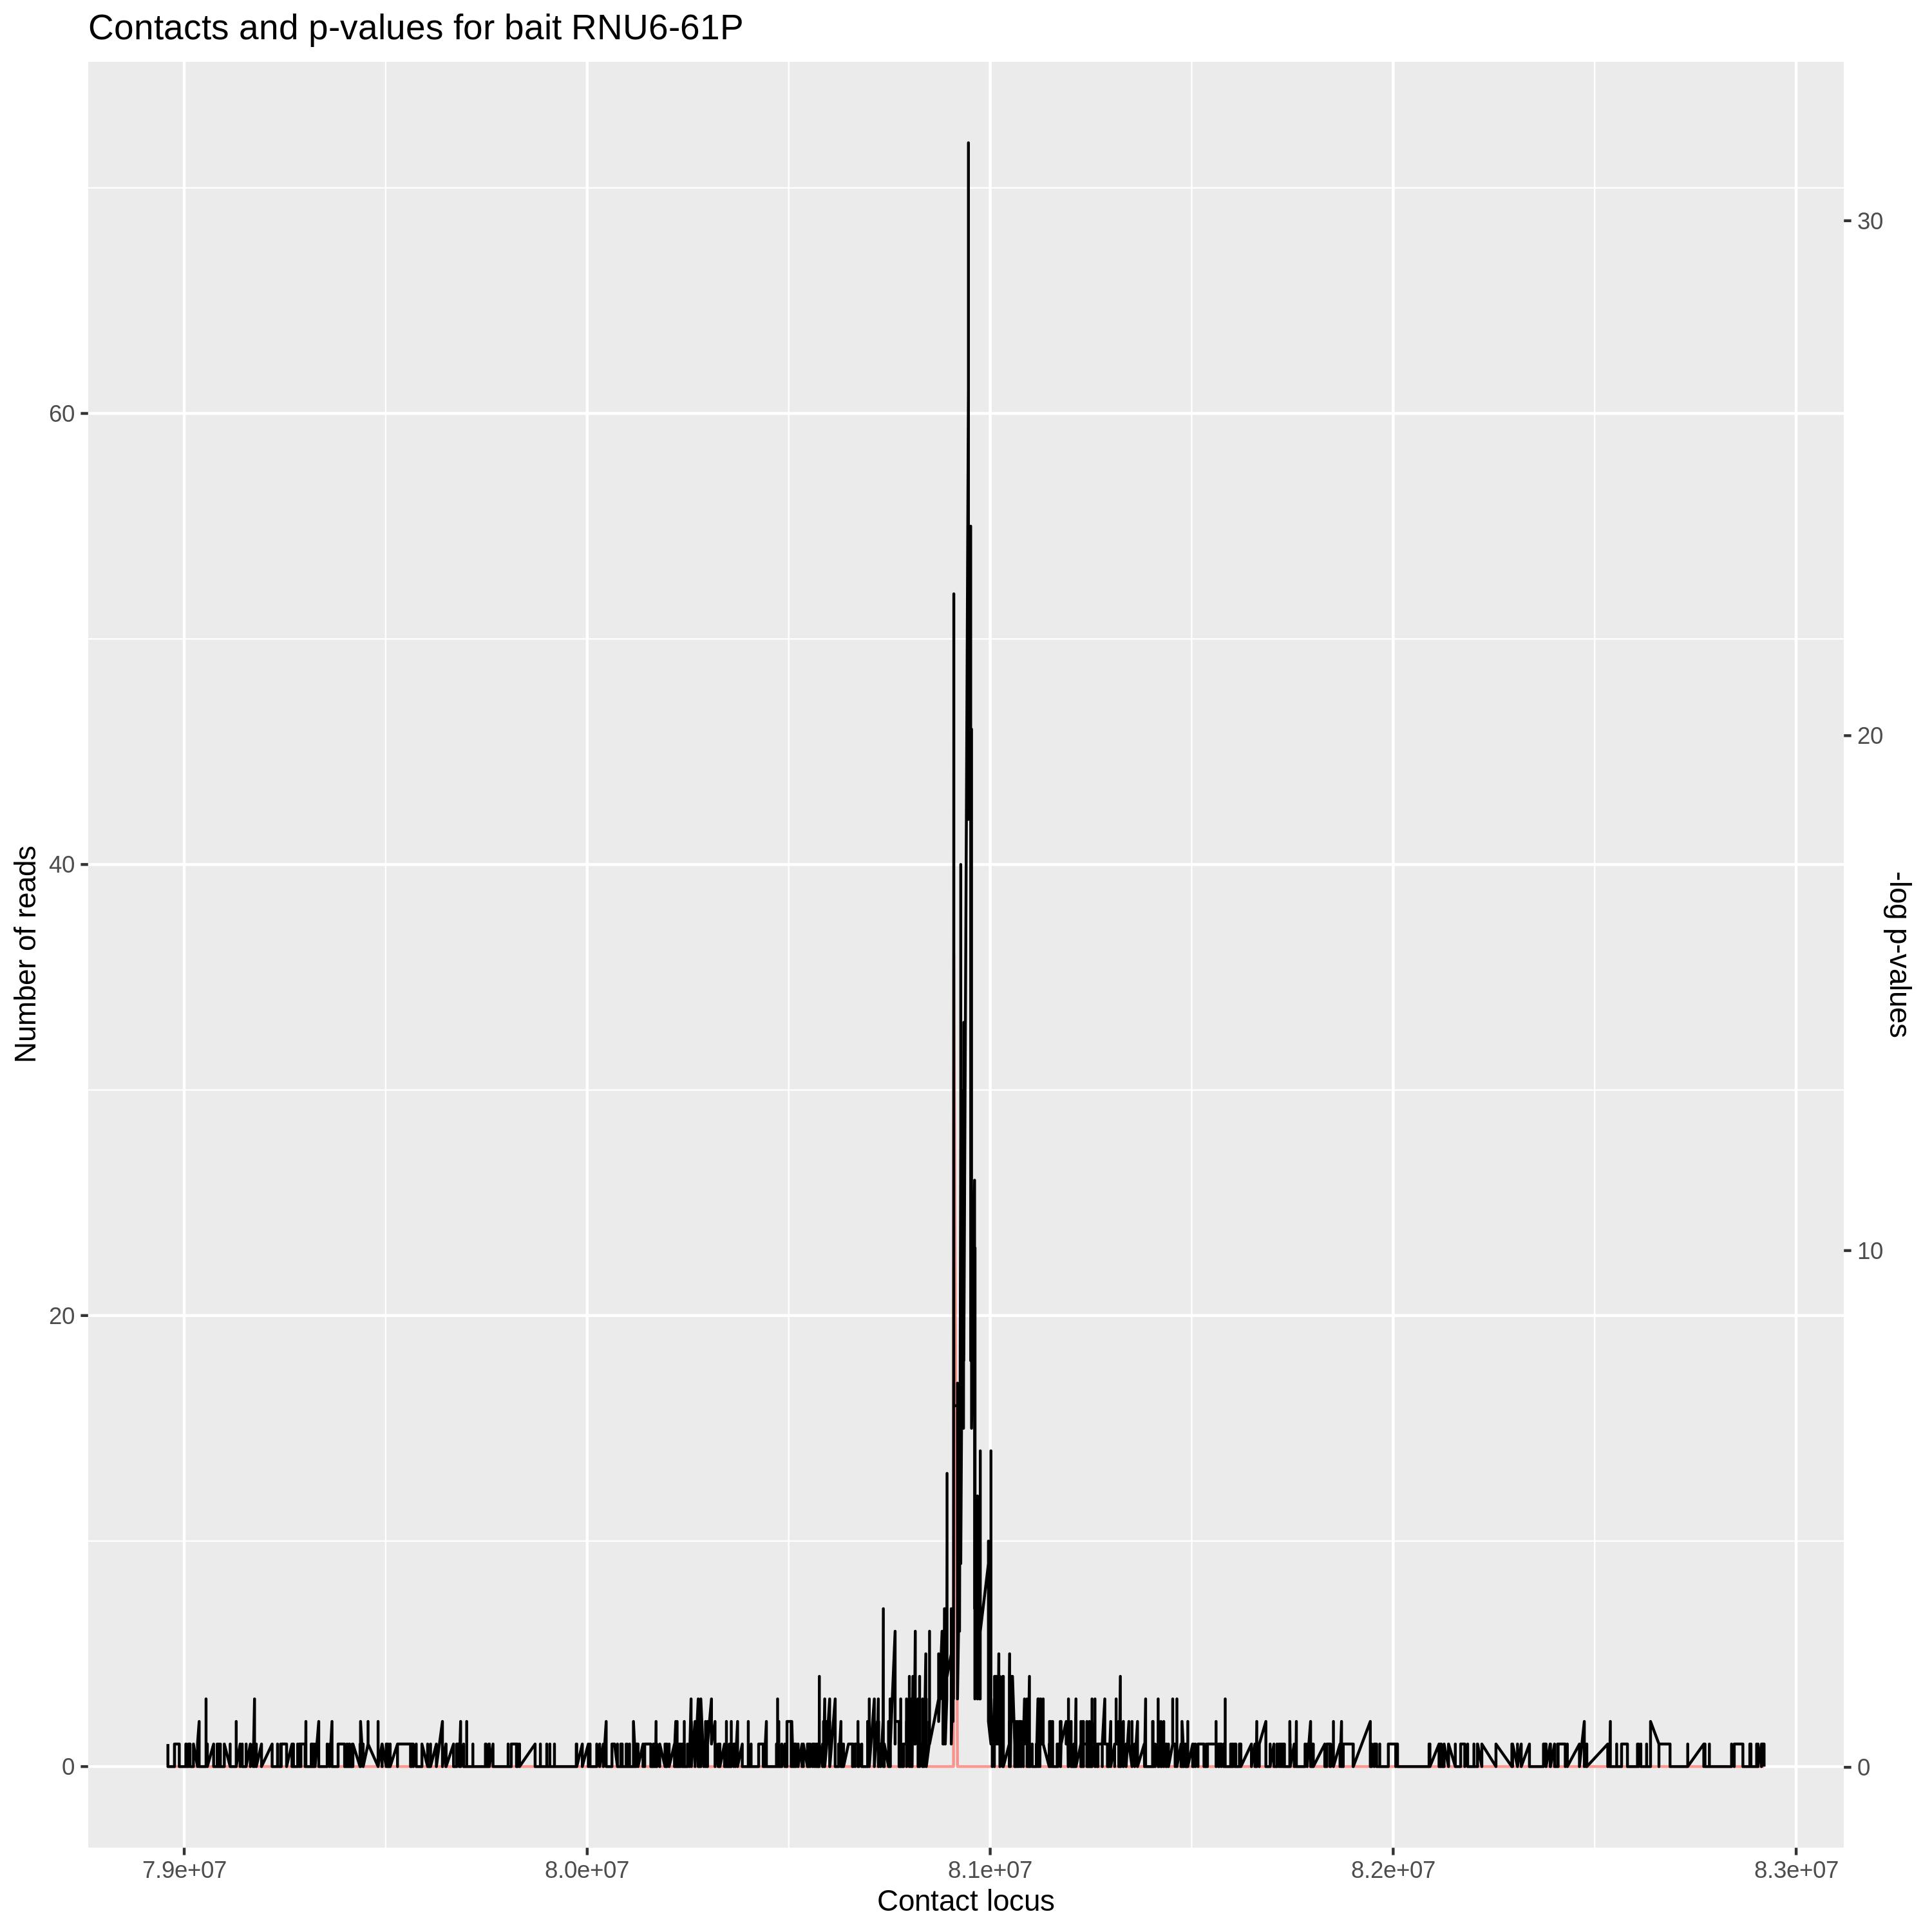 Contacts and p-values for bait RNU6-61P
Number of reads
60
40
20
0
30
20
10
0
-log p-values
7.9e+07 8.0e+07 8.1e+07 8.2e+07 8.3e+07
Contact locus